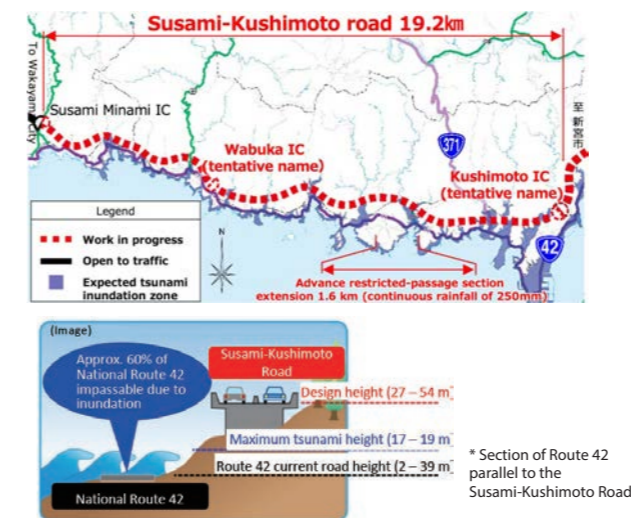 Susami-Kushimoto road 19.2km
To Wakayama City
Susami Minami IC
Wabuka IC
(tentative name)
371
Kushimoto IC
(tentative name)
至 新宮市
42
Legend
Work in progress
Open to traffic
Expected tsunami
inundation zone
N
Advance restricted-passage section
extension 1.6 km (continuous rainfall of 250mm)
(Image)
Approx. 60% of
National Route 42
impassable due to
inundation
Susami-Kushimoto
Road
Design height (27 – 54 m)
Maximum tsunami height (17 – 19 m)
Route 42 current road height (2 – 39 m)
National Route 42
* Section of Route 42
parallel to the
Susami-Kushimoto Road